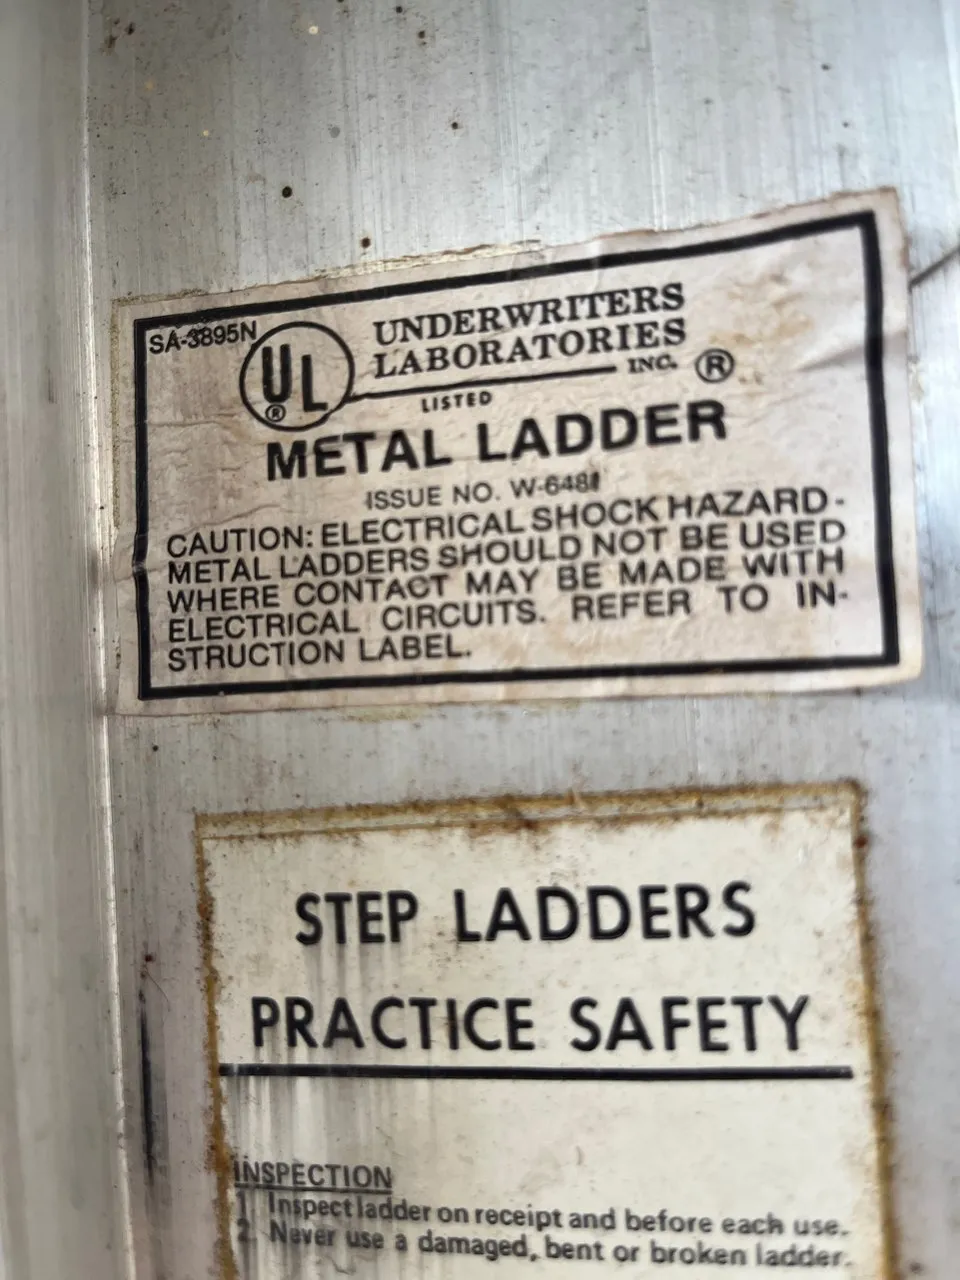 SA-3895N
UL
®
UNDERWRITERS
LABORATORIES
INC. ®
LISTED
METAL LADDER
ISSUE NO.
CAUTION: ELECTRICAL SHOCK HAZARD-
METAL LADDERS SHOULD NOT BE USED
WHERE CONTACT MAY BE MADE WITH
ELECTRICAL CIRCUITS. REFER TO IN-
STRUCTION LABEL.
STEP LADDERS
PRACTICE SAFETY
INSPECTION
1. Inspect ladder on receipt and before each use.
2. Never use a damaged, bent or broken ladder.